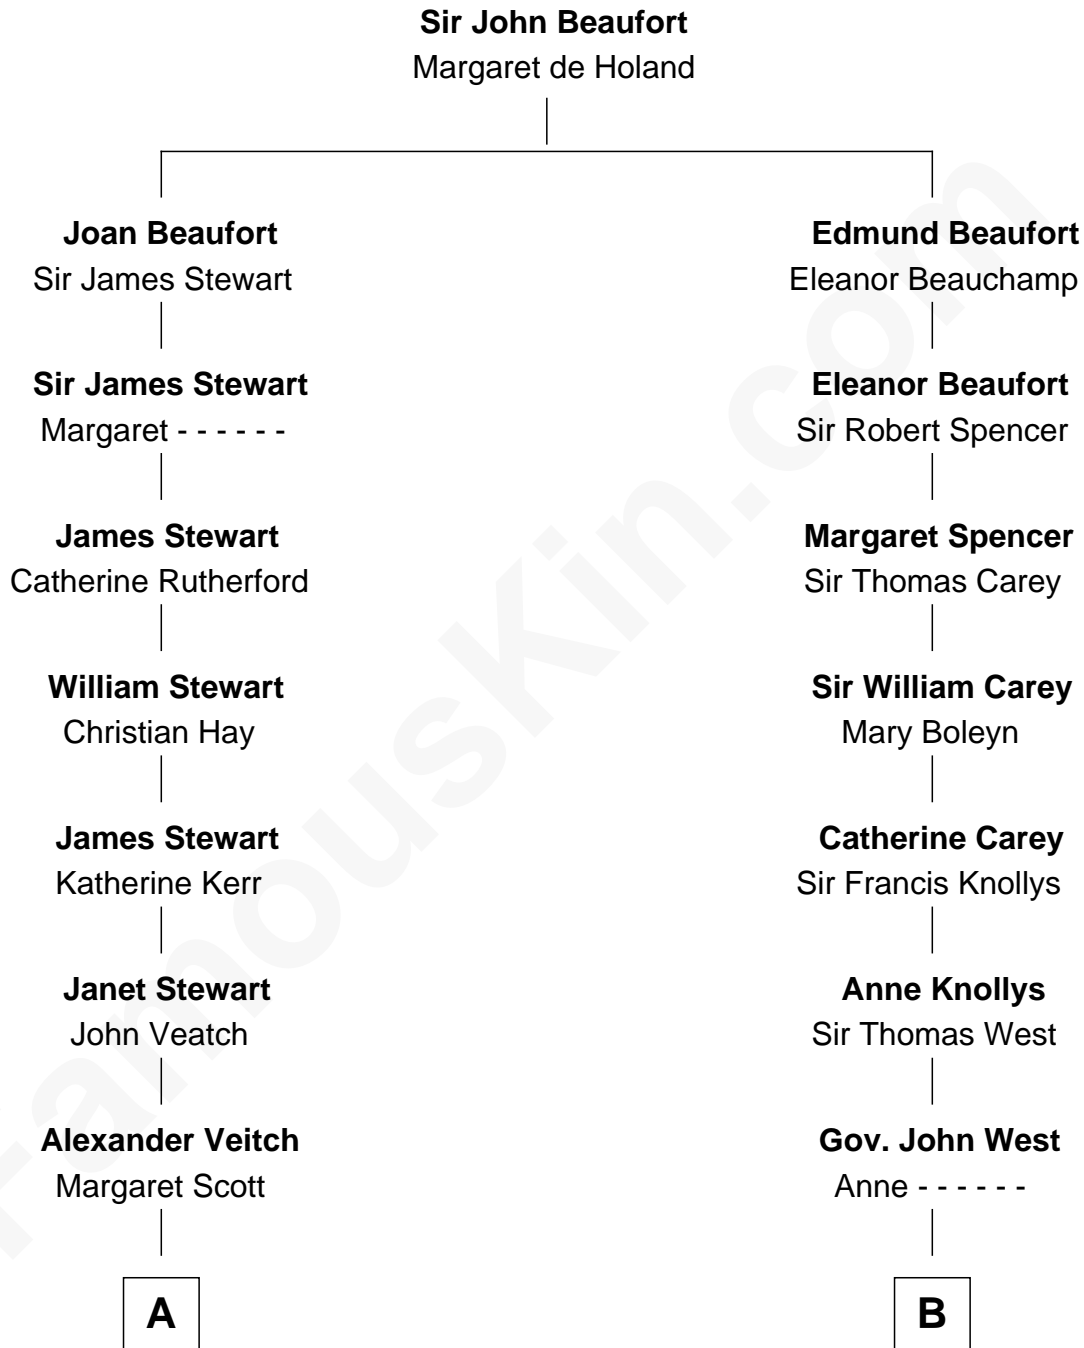 Sir John Beaufort
Margaret de Holand
Joan Beaufort
Sir James Stewart
Edmund Beaufort
Eleanor Beauchamp
Sir James Stewart
Margaret - - - - - -
Eleanor Beaufort
Sir Robert Spencer
James Stewart
Catherine Rutherford
Margaret Spencer
Sir Thomas Carey
William Stewart
Christian Hay
Sir William Carey
Mary Boleyn
James Stewart
Katherine Kerr
Catherine Carey
Sir Francis Knollys
Janet Stewart
John Veatch
Anne Knollys
Sir Thomas West
Alexander Veitch
Margaret Scott
Gov. John West
Anne - - - - - -
A
B
FamousKin.com